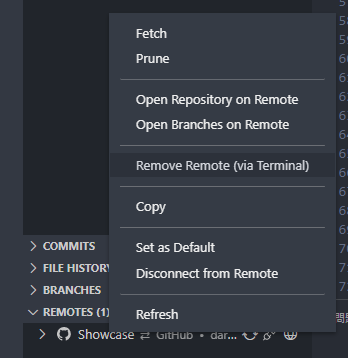 Fetch
Prune
Open Repository on Remote
Open Branches on Remote
Remove Remote (via Terminal)
Copy
Set as Default
Disconnect from Remote
Refresh
COMMITS
FILE HISTORY
BRANCHES
REMOTES (1)
Showcase ⇄ GitHub • dar...